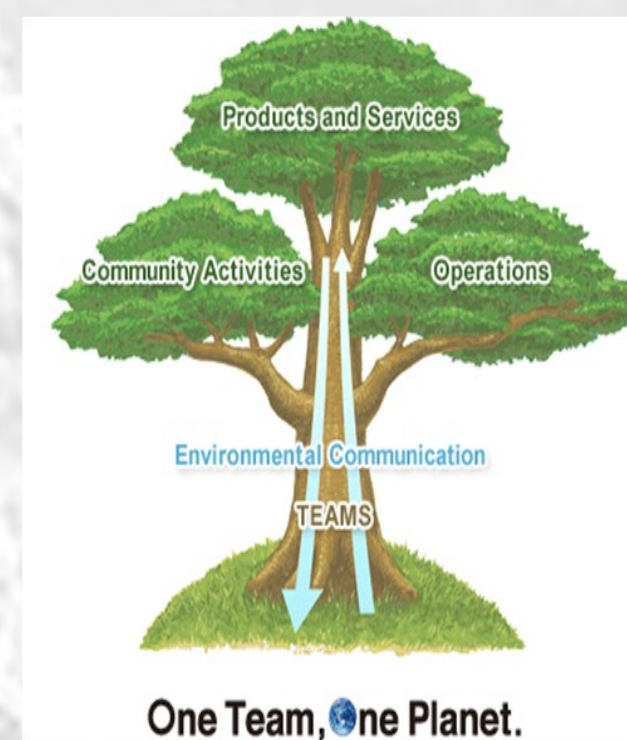 Products and Services
Community Activities
Operations
Environmental Communication
TEAMS
One Team, One Planet.